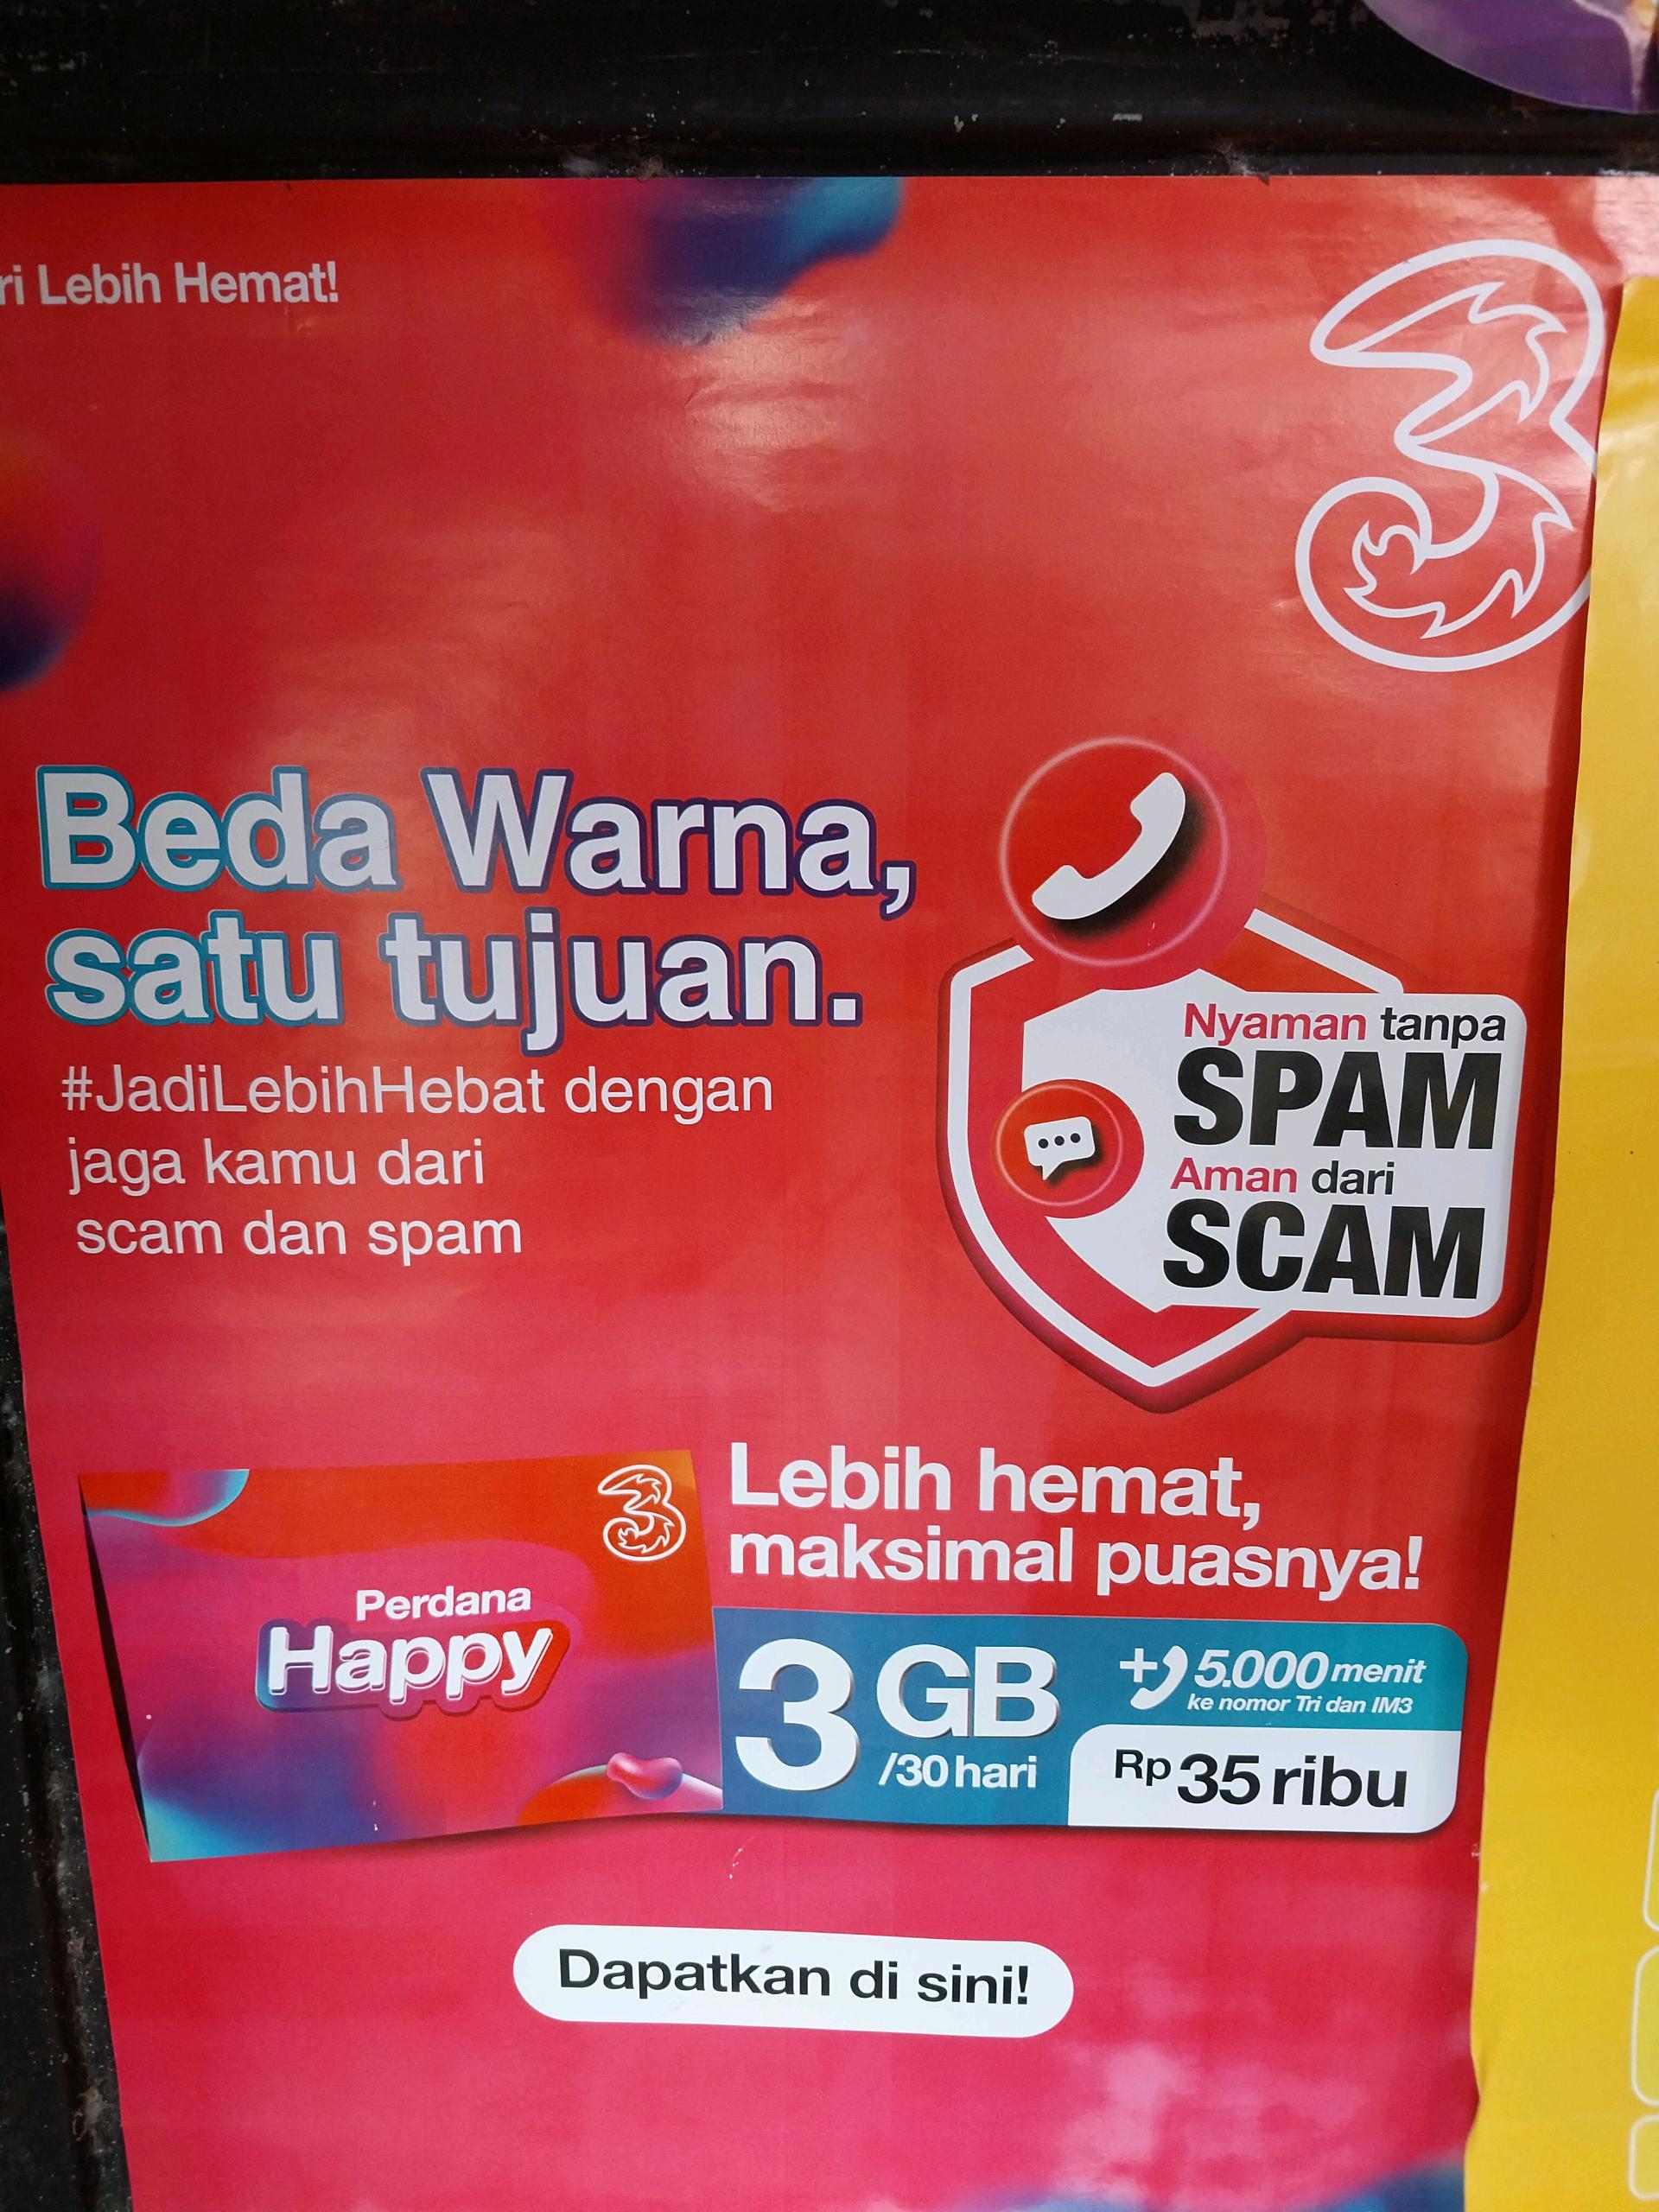 Lebih Hemat!
3
Beda Warna,
satu tujuan.
#JadiLebihHebat dengan
jaga kamu dari
scam dan spam
Nyaman tanpa
SPAM
Aman dari
SCAM
3
Perdana
Happy
Lebih hemat,
maksimal puasnya!
3 GB
/30 hari
+ 5.000 menit
ke nomor Tri dan IM3
Rp 35 ribu
Dapatkan di sini!